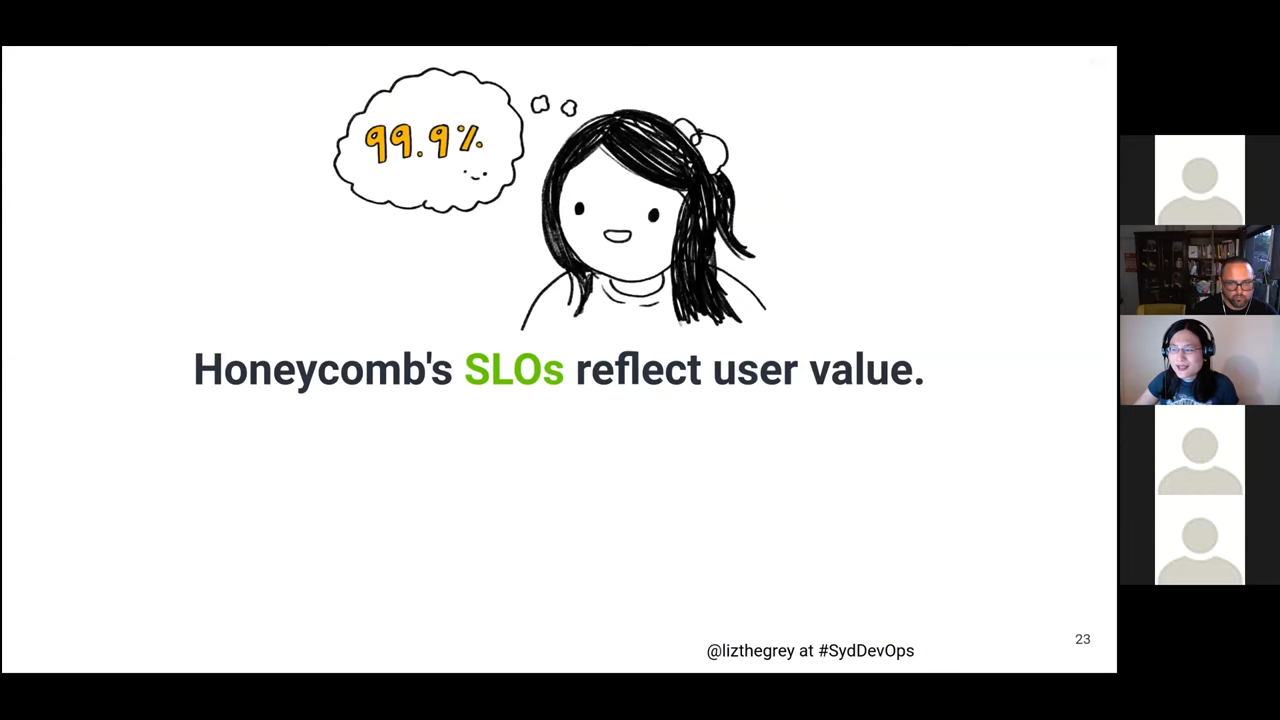 99.9%
Honeycomb's SLOs reflect user value.
23
@lizthegrey at #SydDevOps